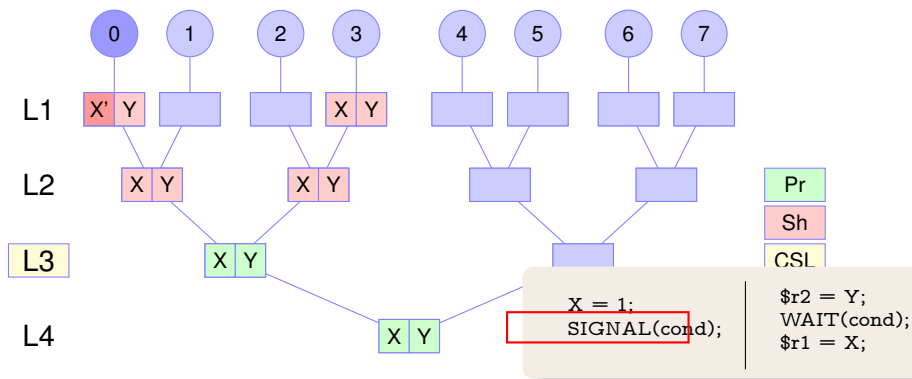 0 1 2 3 4 5 6 7
L1 X' Y X Y
L2 X Y X Y Pr
Sh
L3 X Y CSL
X = 1; $r2 = Y;
SIGNAL(cond); WAIT(cond);
L4 X Y $r1 = X;